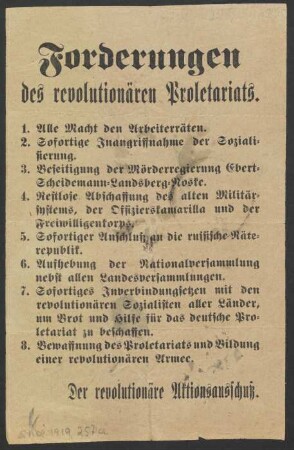 Forderungen
des revolutionären Proletariats.
1. Alle Macht den Arbeiterräten.
2. Sofortige Inangriffnahme der Soziali-
sierung.
3. Beseitigung der Mörderregierung Ebert-
Scheidemann-Landsberg-Noske.
4. Restlose Abschaffung des alten Militär-
systems, der Offizierskamarilla und der
Freiwilligenkorps.
5. Sofortiger Anschluß an die russische Räte-
republik.
6. Aufhebung der Nationalversammlung
nebst allen Landesversammlungen.
7. Sofortiges Inverbindungsetzen mit den
revolutionären Sozialisten aller Länder,
um Brot und Hilfe für das deutsche Pro-
letariat zu beschaffen.
8. Bewaffnung des Proletariats und Bildung
einer revolutionären Armee.
Der revolutionäre Aktionsausschuß.
1919